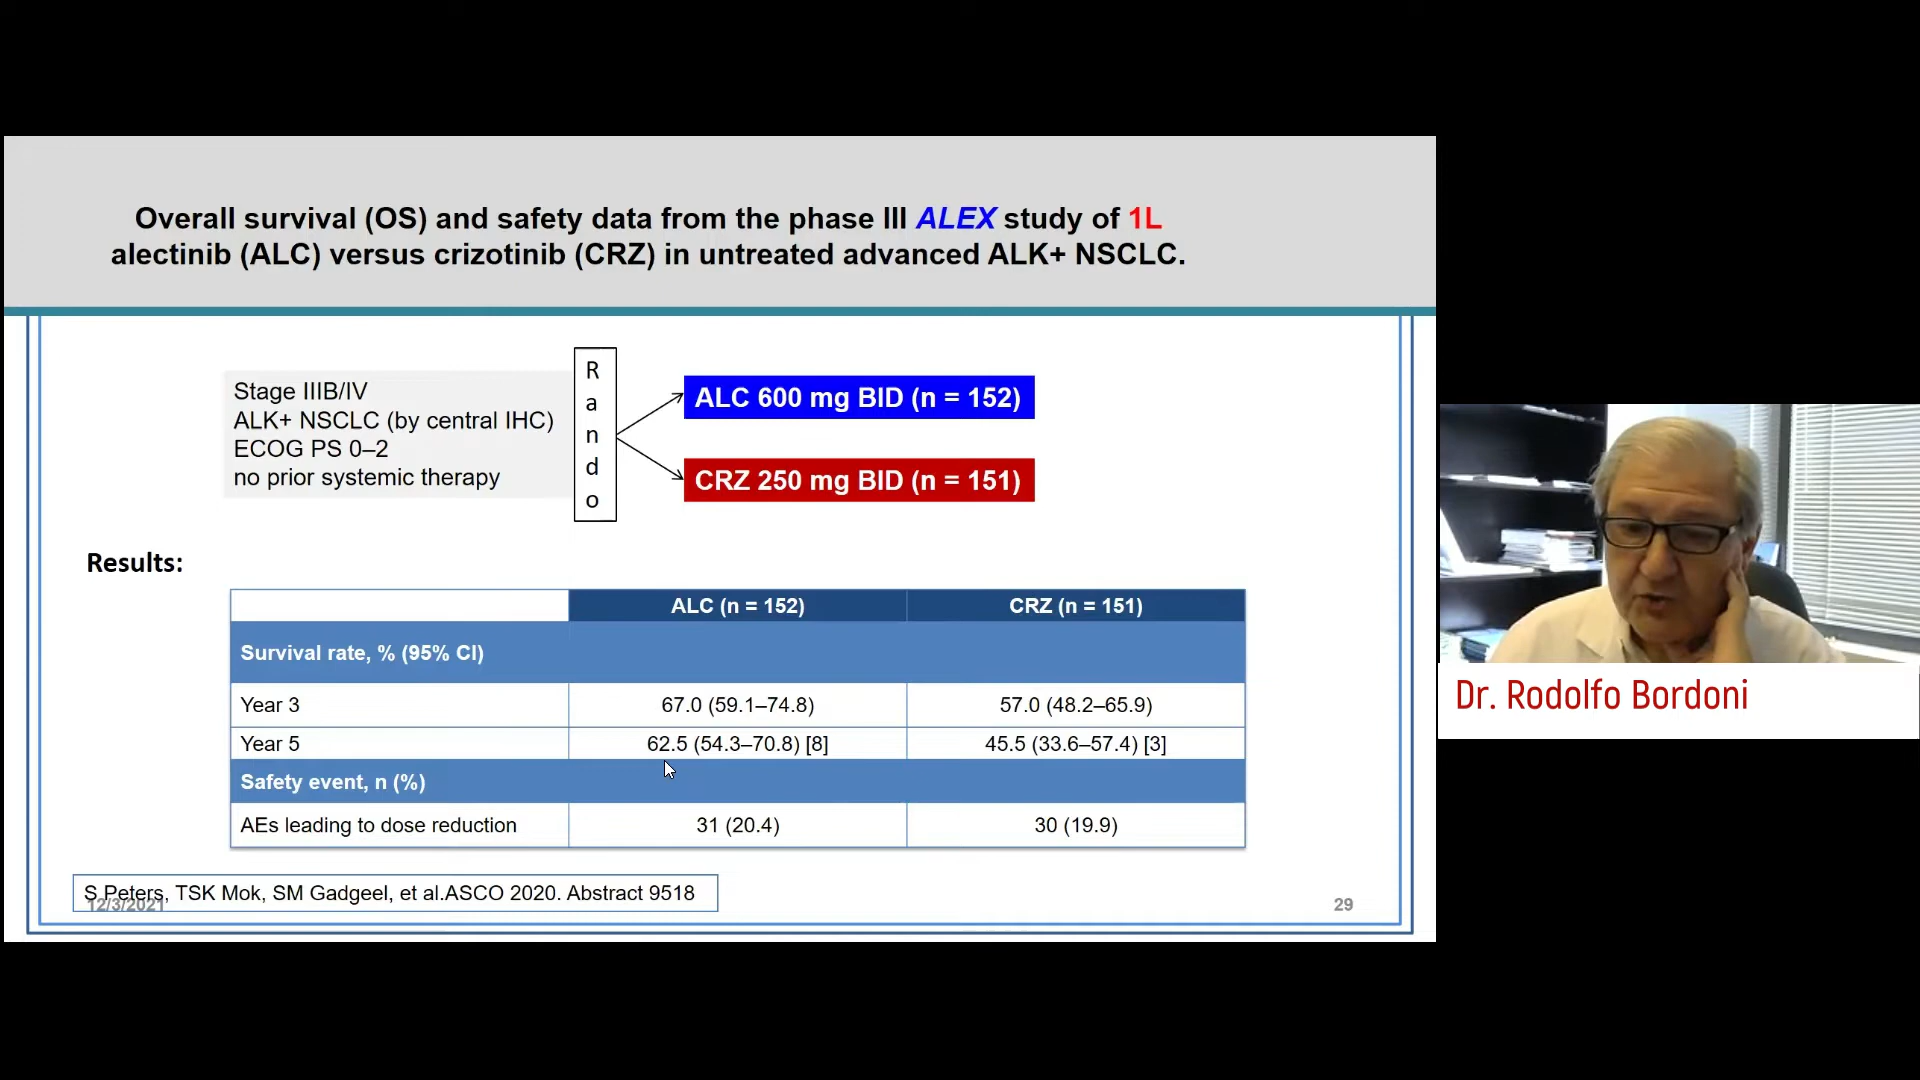 Overall survival (OS) and safety data from the phase III ALEX study of 1L
alectinib (ALC) versus crizotinib (CRZ) in untreated advanced ALK+ NSCLC.
Stage IIIB/IV
ALK+ NSCLC (by central IHC)
ECOG PS 0–2
no prior systemic therapy
R
a
n
d
o
ALC 600 mg BID (n = 152)
CRZ 250 mg BID (n = 151)
Results:
ALC (n = 152) CRZ (n = 151)
Survival rate, % (95% CI)
Year 3 67.0 (59.1–74.8) 57.0 (48.2–65.9)
Year 5 62.5 (54.3–70.8) [8] 45.5 (33.6–57.4) [3]
Safety event, n (%)
AEs leading to dose reduction 31 (20.4) 30 (19.9)
S Peters, TSK Mok, SM Gadgeel, et al.ASCO 2020. Abstract 9518
12/3/2021
29
Dr. Rodolfo Bordoni